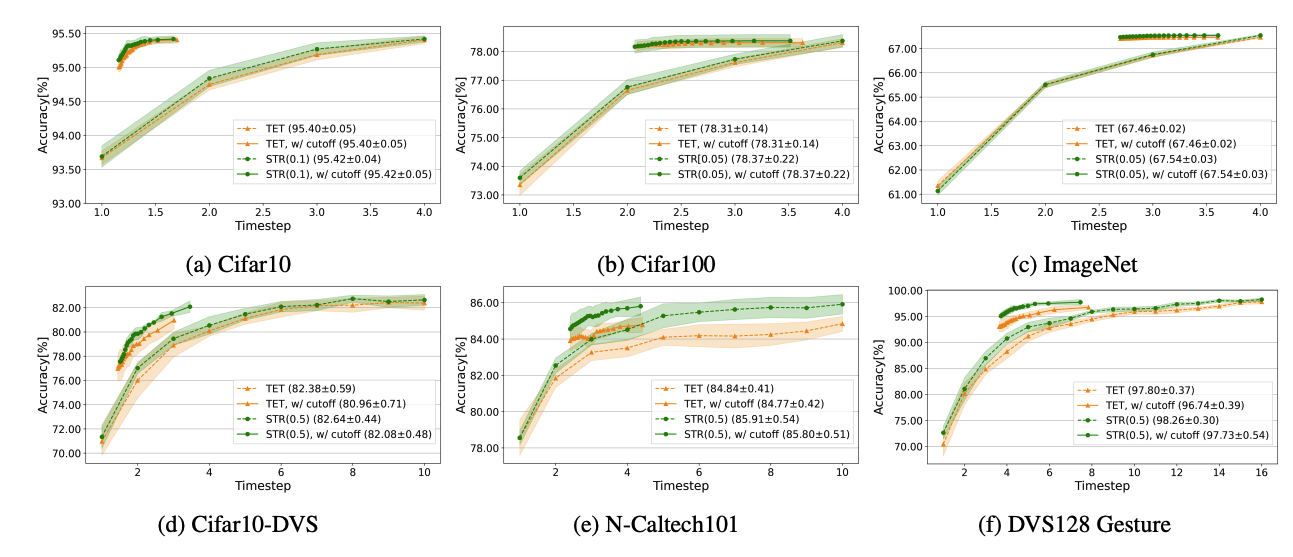 95.50
95.00
94.50
94.00
93.50
93.00
Accuracy[%]
TET (95.40±0.05)
TET, w/ cutoff (95.40±0.05)
STR(0.1) (95.42±0.04)
STR(0.1), w/ cutoff (95.42±0.05)
1.0 1.5 2.0 2.5 3.0 3.5 4.0
Timestep
(a) Cifar10
78.00
77.00
76.00
75.00
74.00
73.00
Accuracy[%]
TET (78.31±0.14)
TET, w/ cutoff (78.31±0.14)
STR(0.05) (78.37±0.22)
STR(0.05), w/ cutoff (78.37±0.22)
1.0 1.5 2.0 2.5 3.0 3.5 4.0
Timestep
(b) Cifar100
67.00
66.00
65.00
64.00
63.00
62.00
61.00
Accuracy[%]
TET (67.46±0.02)
TET, w/ cutoff (67.46±0.02)
STR(0.05) (67.54±0.03)
STR(0.05), w/ cutoff (67.54±0.03)
1.0 1.5 2.0 2.5 3.0 3.5 4.0
Timestep
(c) ImageNet
82.00
80.00
78.00
76.00
74.00
72.00
70.00
Accuracy[%]
TET (82.38±0.59)
TET, w/ cutoff (80.96±0.71)
STR(0.5) (82.64±0.44)
STR(0.5), w/ cutoff (82.08±0.48)
2 4 6 8 10
Timestep
(d) Cifar10-DVS
86.00
84.00
82.00
80.00
78.00
Accuracy[%]
TET (84.84±0.41)
TET, w/ cutoff (84.77±0.42)
STR(0.5) (85.91±0.54)
STR(0.5), w/ cutoff (85.80±0.51)
2 4 6 8 10
Timestep
(e) N-Caltech101
100.00
95.00
90.00
85.00
80.00
75.00
70.00
Accuracy[%]
TET (97.80±0.37)
TET, w/ cutoff (96.74±0.39)
STR(0.5) (98.26±0.30)
STR(0.5), w/ cutoff (97.73±0.54)
2 4 6 8 10 12 14 16
Timestep
(f) DVS128 Gesture